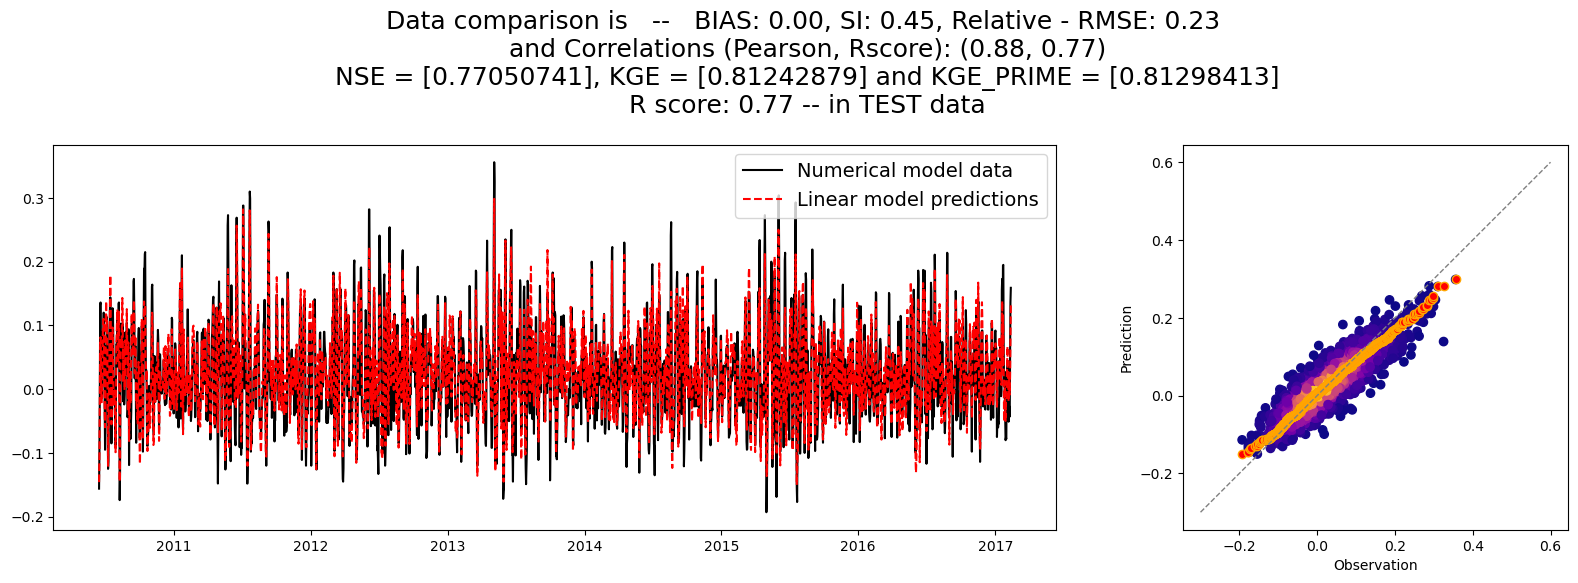 Data comparison is   --   BIAS: 0.00, SI: 0.45, Relative - RMSE: 0.23
and Correlations (Pearson, Rscore): (0.88, 0.77)
NSE = [0.77050741], KGE = [0.81242879] and KGE_PRIME = [0.81298413]
R score: 0.77 -- in TEST data
Numerical model data
Linear model predictions
0.3
0.2
0.1
0.0
−0.1
−0.2
2011
2012
2013
2014
2015
2016
2017
Prediction
0.6
0.4
0.2
0.0
−0.2
−0.2
0.0
0.2
0.4
0.6
Observation